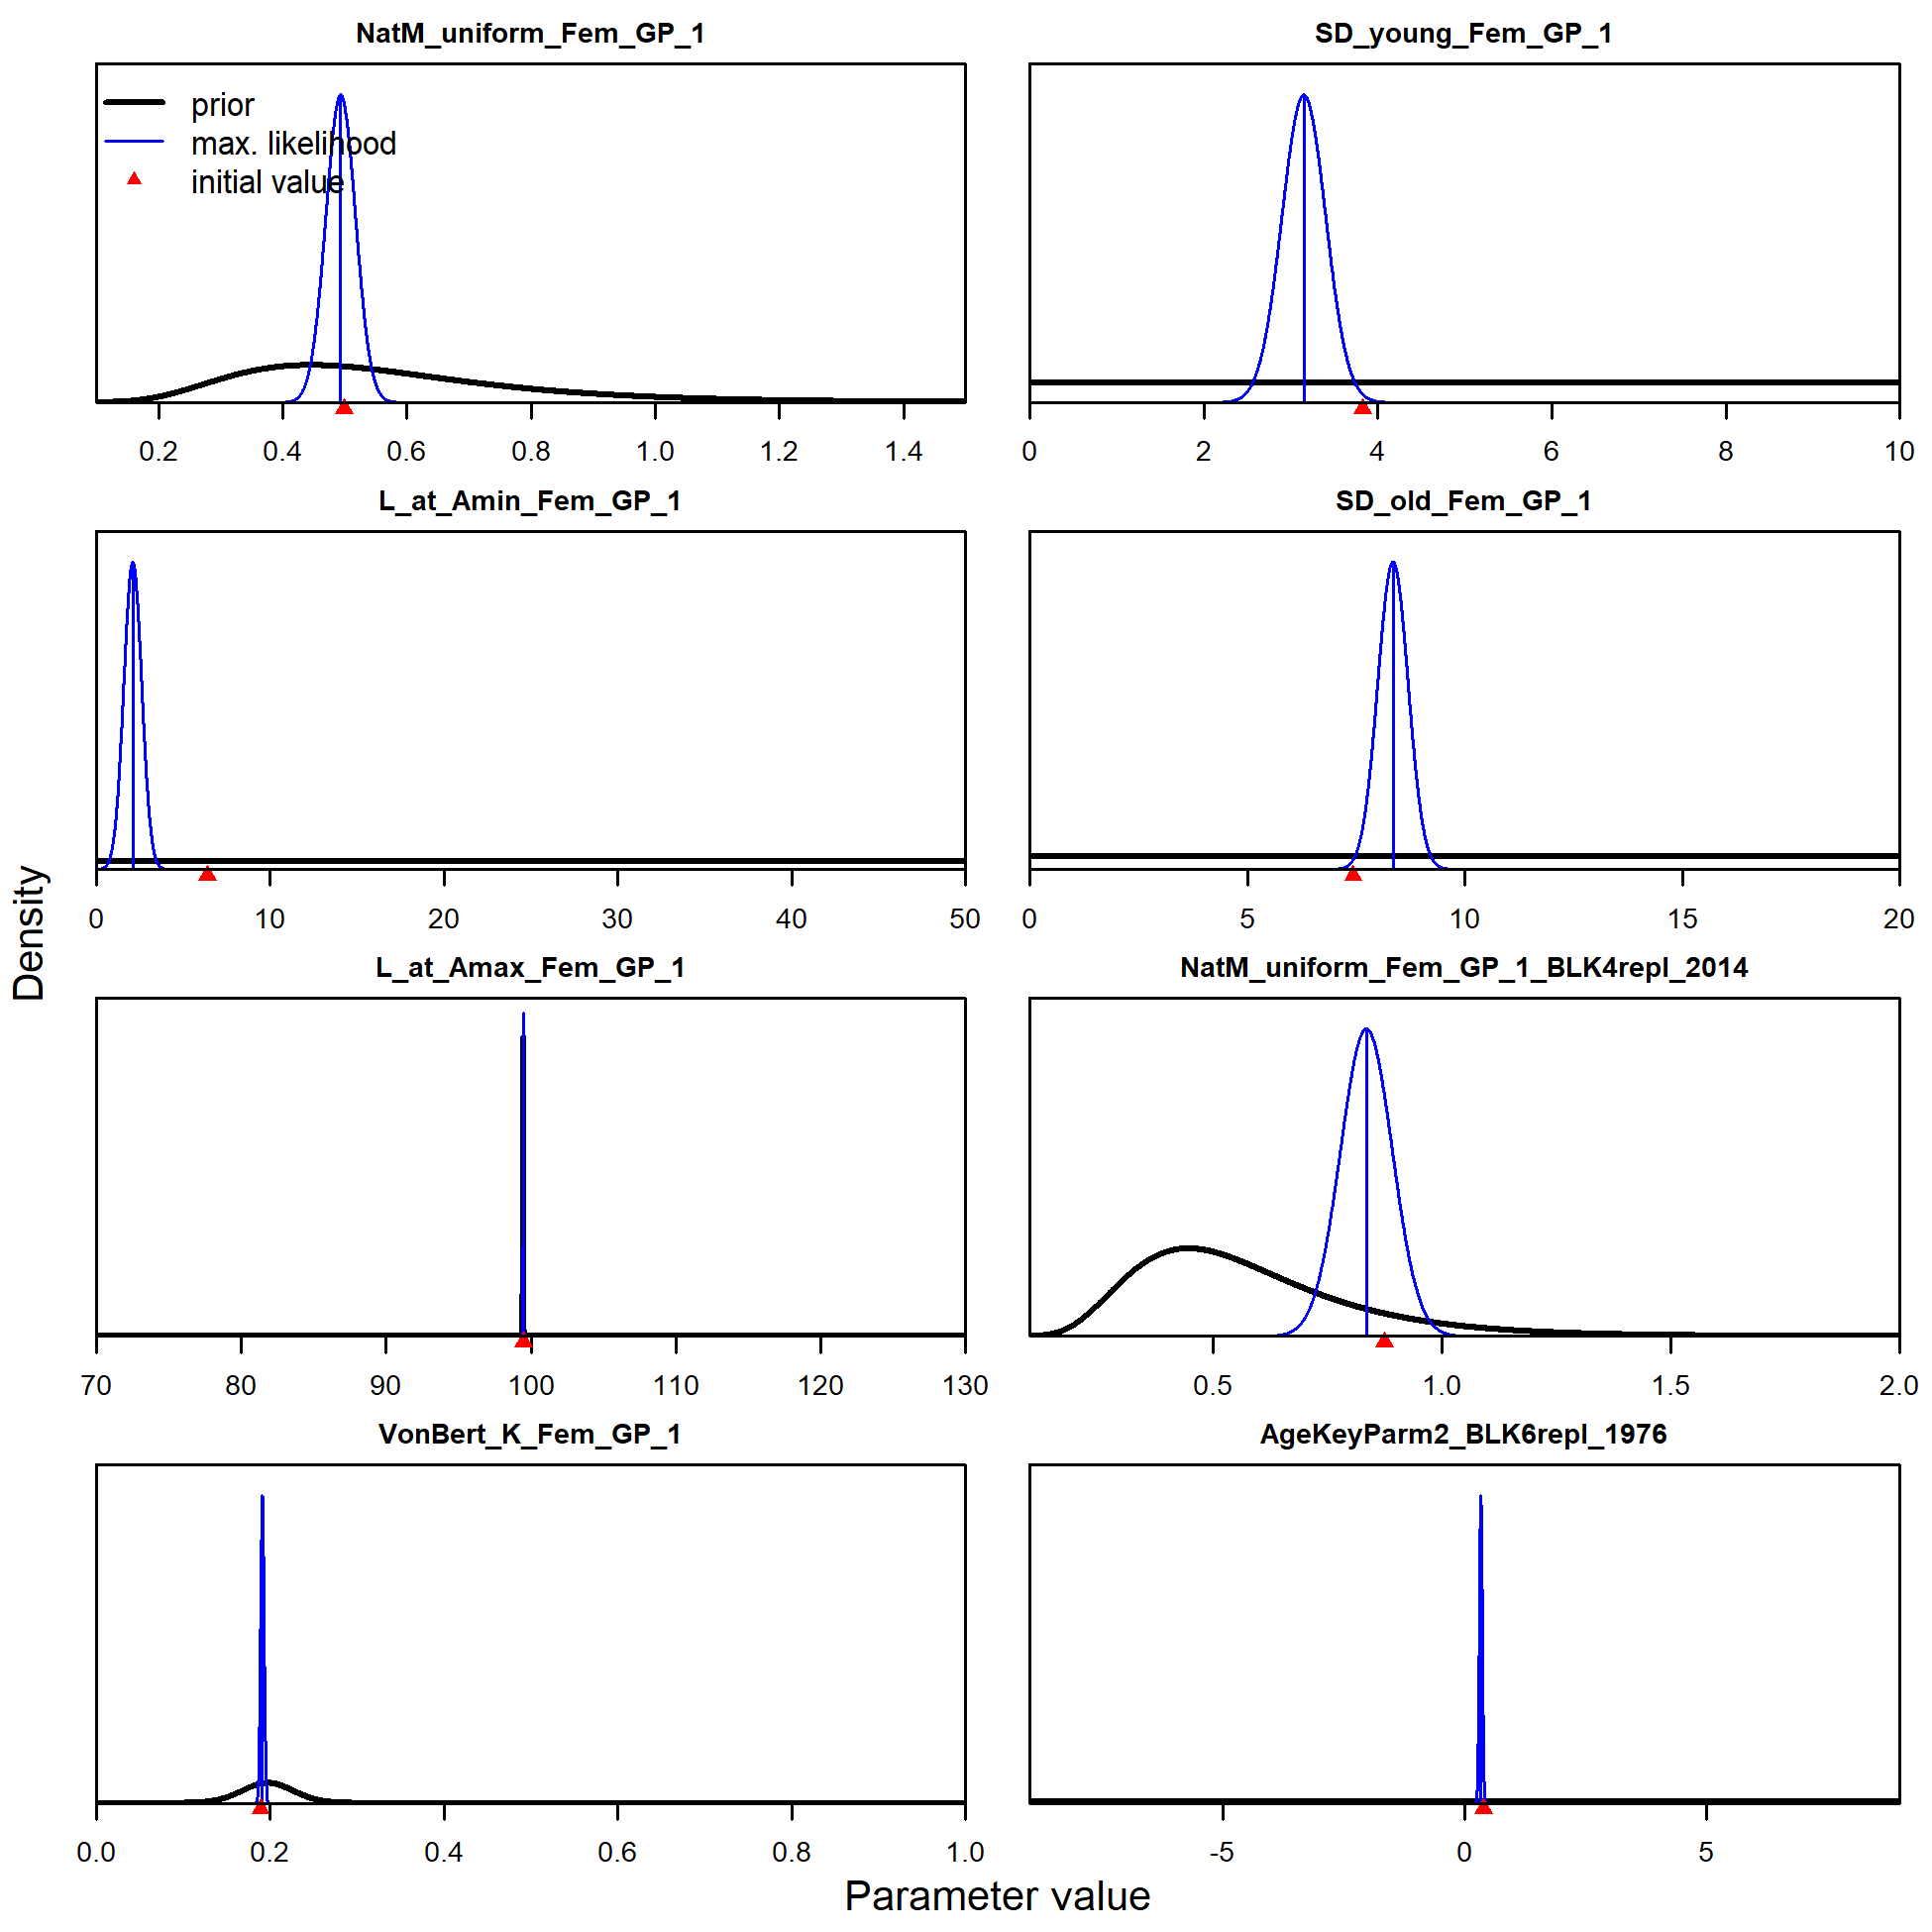 NatM_uniform_Fem_GP_1
prior
max. likelihood
initial value
0.2 0.4 0.6 0.8 1.0 1.2 1.4
SD_young_Fem_GP_1
0 2 4 6 8 10
L_at_Amin_Fem_GP_1
0 10 20 30 40 50
SD_old_Fem_GP_1
0 5 10 15 20
L_at_Amax_Fem_GP_1
70 80 90 100 110 120 130
NatM_uniform_Fem_GP_1_BLK4repl_2014
0.5 1.0 1.5 2.0
VonBert_K_Fem_GP_1
0.0 0.2 0.4 0.6 0.8 1.0
AgeKeyParm2_BLK6repl_1976
-5 0 5
Density
Parameter value